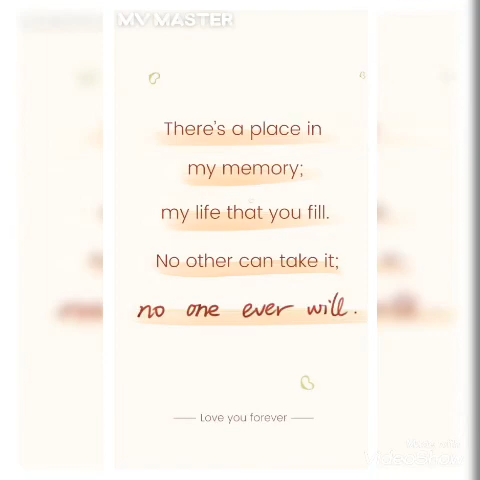 MV MASTER
There's a place in
my memory;
my life that you fill.
No other can take it;
no one ever will.
Love you forever